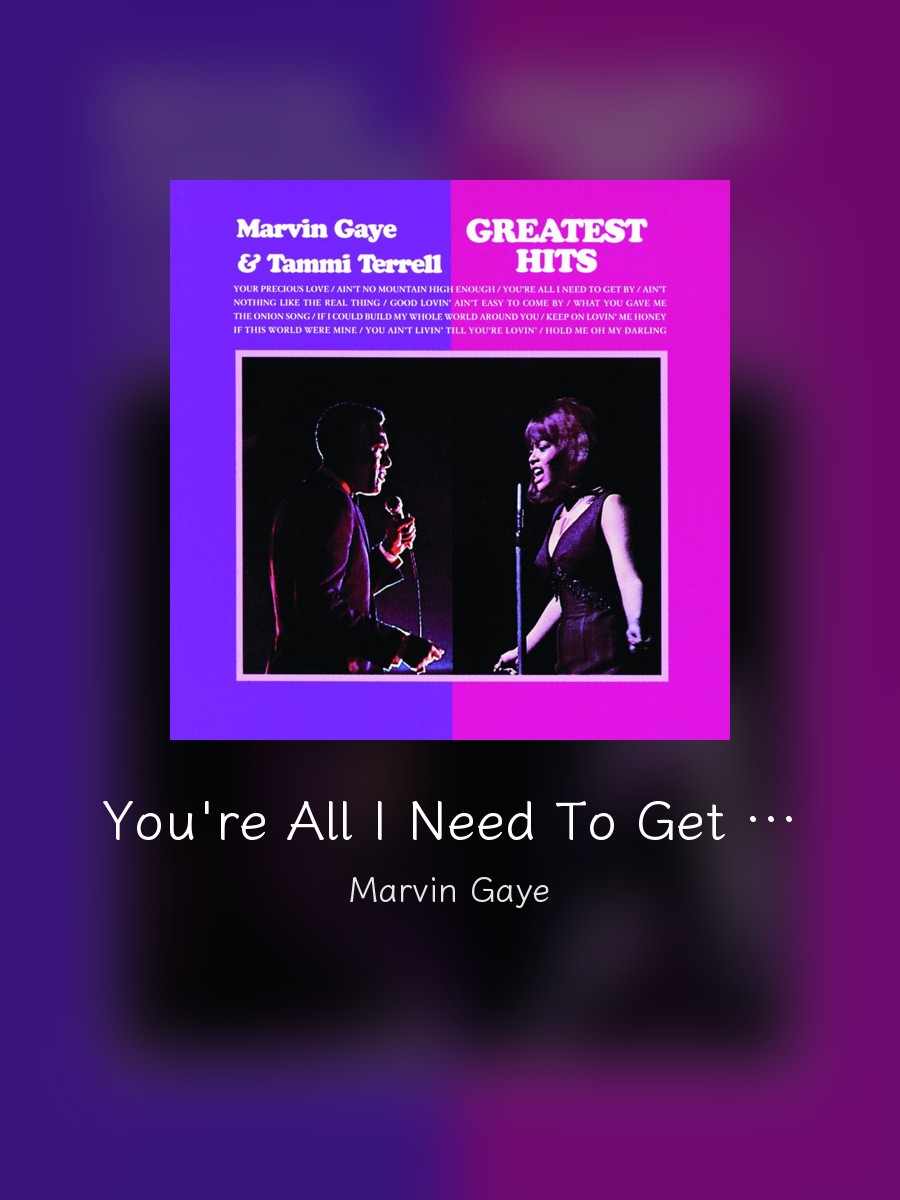 Marvin Gaye
& Tammi Terrell
GREATEST
HITS
YOUR PRECIOUS LOVE / AIN'T NO MOUNTAIN HIGH ENOUGH / YOU'RE ALL I NEED TO GET BY / AIN'T
NOTHING LIKE THE REAL THING / GOOD LOVIN' AIN'T EASY TO COME BY / WHAT YOU GAVE ME
THE ONION SONG / IF I COULD BUILD MY WHOLE WORLD AROUND YOU / KEEP ON LOVIN' ME HONEY
IF THIS WORLD WERE MINE / YOU AIN'T LIVIN' TILL YOU'RE LOVIN' / HOLD ME OH MY DARLING
You're All I Need To Get ⋯
Marvin Gaye